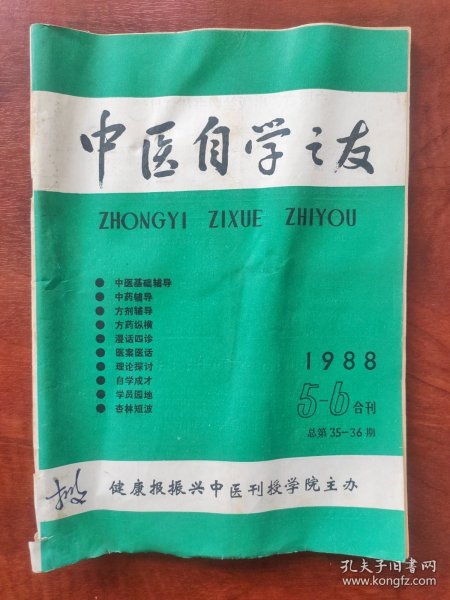 中医自学之友
ZHONGYI ZIXUE ZHIYOU
● 中医基础辅导
● 中药辅导
● 方剂辅导
● 方药纵横
● 漫话四诊
● 医案医话
● 理论探讨
● 自学成才
● 学员园地
● 杏林短波
1988
5-6合刊
总第35-36期
健康报振兴中医刊授学院主办
孔夫子旧书网
www.kongfz.com